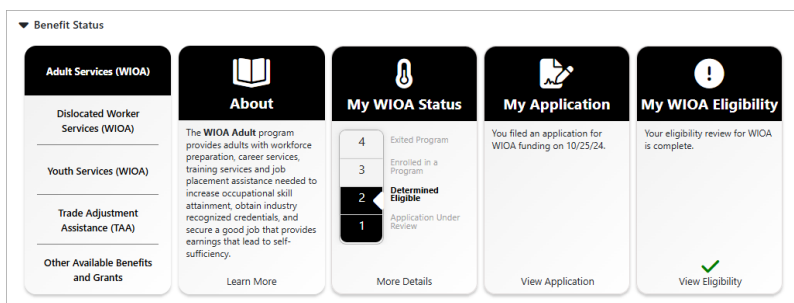 Benefit Status
Adult Services (WIOA)
Dislocated Worker
Services (WIOA)
Youth Services (WIOA)
Trade Adjustment
Assistance (TAA)
Other Available Benefits
and Grants
About
The WIOA Adult program
provides adults with workforce
preparation, career services,
training services and job
placement assistance needed to
increase occupational skill
attainment, obtain industry
recognized credentials, and
secure a good job that provides
earnings that lead to self-
sufficiency.
Learn More
My WIOA Status
4 Exited Program
3 Enrolled in a
Program
2 Determined
Eligible
1 Application Under
Review
More Details
My Application
You filed an application for
WIOA funding on 10/25/24.
View Application
My WIOA Eligibility
Your eligibility review for WIOA
is complete.
View Eligibility